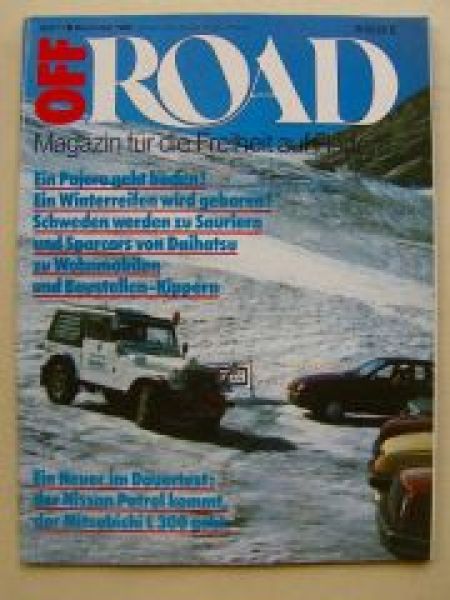 OFF
ROAD
Magazin für die Freiheit auf
Ein Pajero geht baden!
Ein Winterreifen wird geboren!
Schweden werden zu Sauriern
und Sparcars von Daihatsu
zu Wohnmobilen
und Baustellen-Kippern
Ein Neuer im Dauertest:
der Nissan Patrol kommt,
der Mitsubishi L 300 geht